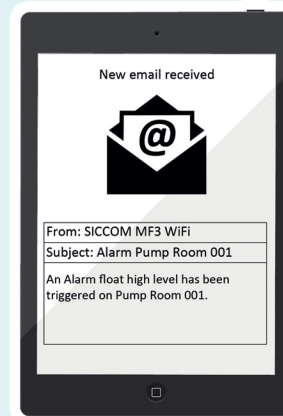 New email received
@
From: SICCOM MF3 WiFi
Subject: Alarm Pump Room 001
An Alarm float high level has been
triggered on Pump Room 001.